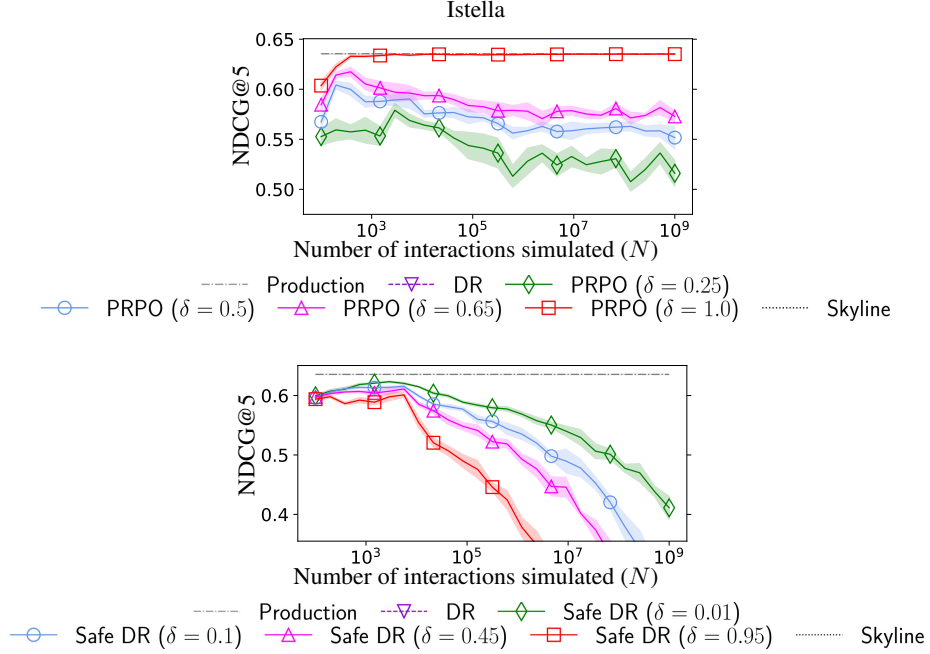 Istella
0.65
0.60
0.55
0.50
NDCG@5
10^3 10^5 10^7 10^9
Number of interactions simulated (N)
Production DR PRPO (δ = 0.25)
PRPO (δ = 0.5) PRPO (δ = 0.65) PRPO (δ = 1.0) Skyline
0.6
0.5
0.4
NDCG@5
10^3 10^5 10^7 10^9
Number of interactions simulated (N)
Production DR Safe DR (δ = 0.01)
Safe DR (δ = 0.1) Safe DR (δ = 0.45) Safe DR (δ = 0.95) Skyline